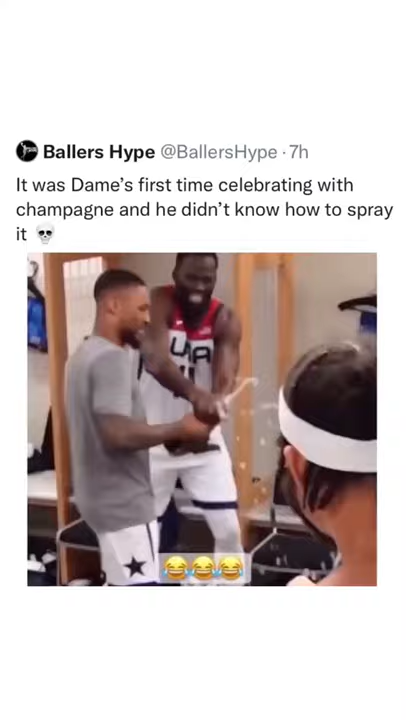 Ballers Hype @BallersHype · 7h
It was Dame’s first time celebrating with
champagne and he didn’t know how to spray
it 💀
USA
😂😂😂